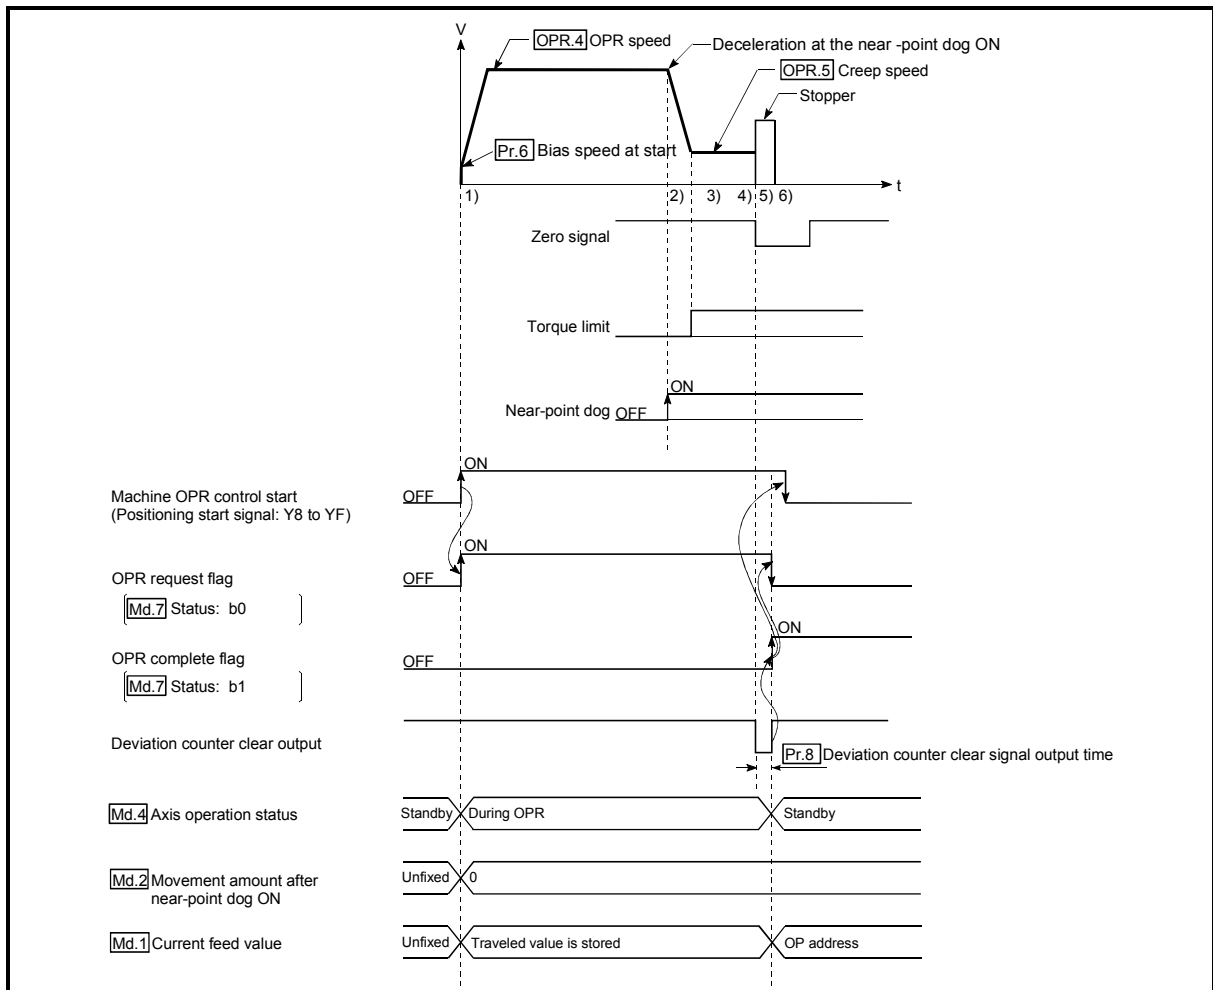 V
OPR.4 OPR speed
Deceleration at the near -point dog ON
OPR.5 Creep speed
Stopper
Pr.6 Bias speed at start
t
1) 2) 3) 4) 5) 6)
Zero signal
Torque limit
ON
Near-point dog OFF
ON
Machine OPR control start
(Positioning start signal: Y8 to YF)
OFF
ON
OPR request flag
OFF
Md.7 Status: b0
ON
OPR complete flag
OFF
Md.7 Status: b1
Deviation counter clear output
Pr.8 Deviation counter clear signal output time
Md.4 Axis operation status
Standby During OPR Standby
Md.2 Movement amount after
near-point dog ON
Unfixed 0
Md.1 Current feed value
Unfixed Traveled value is stored OP address